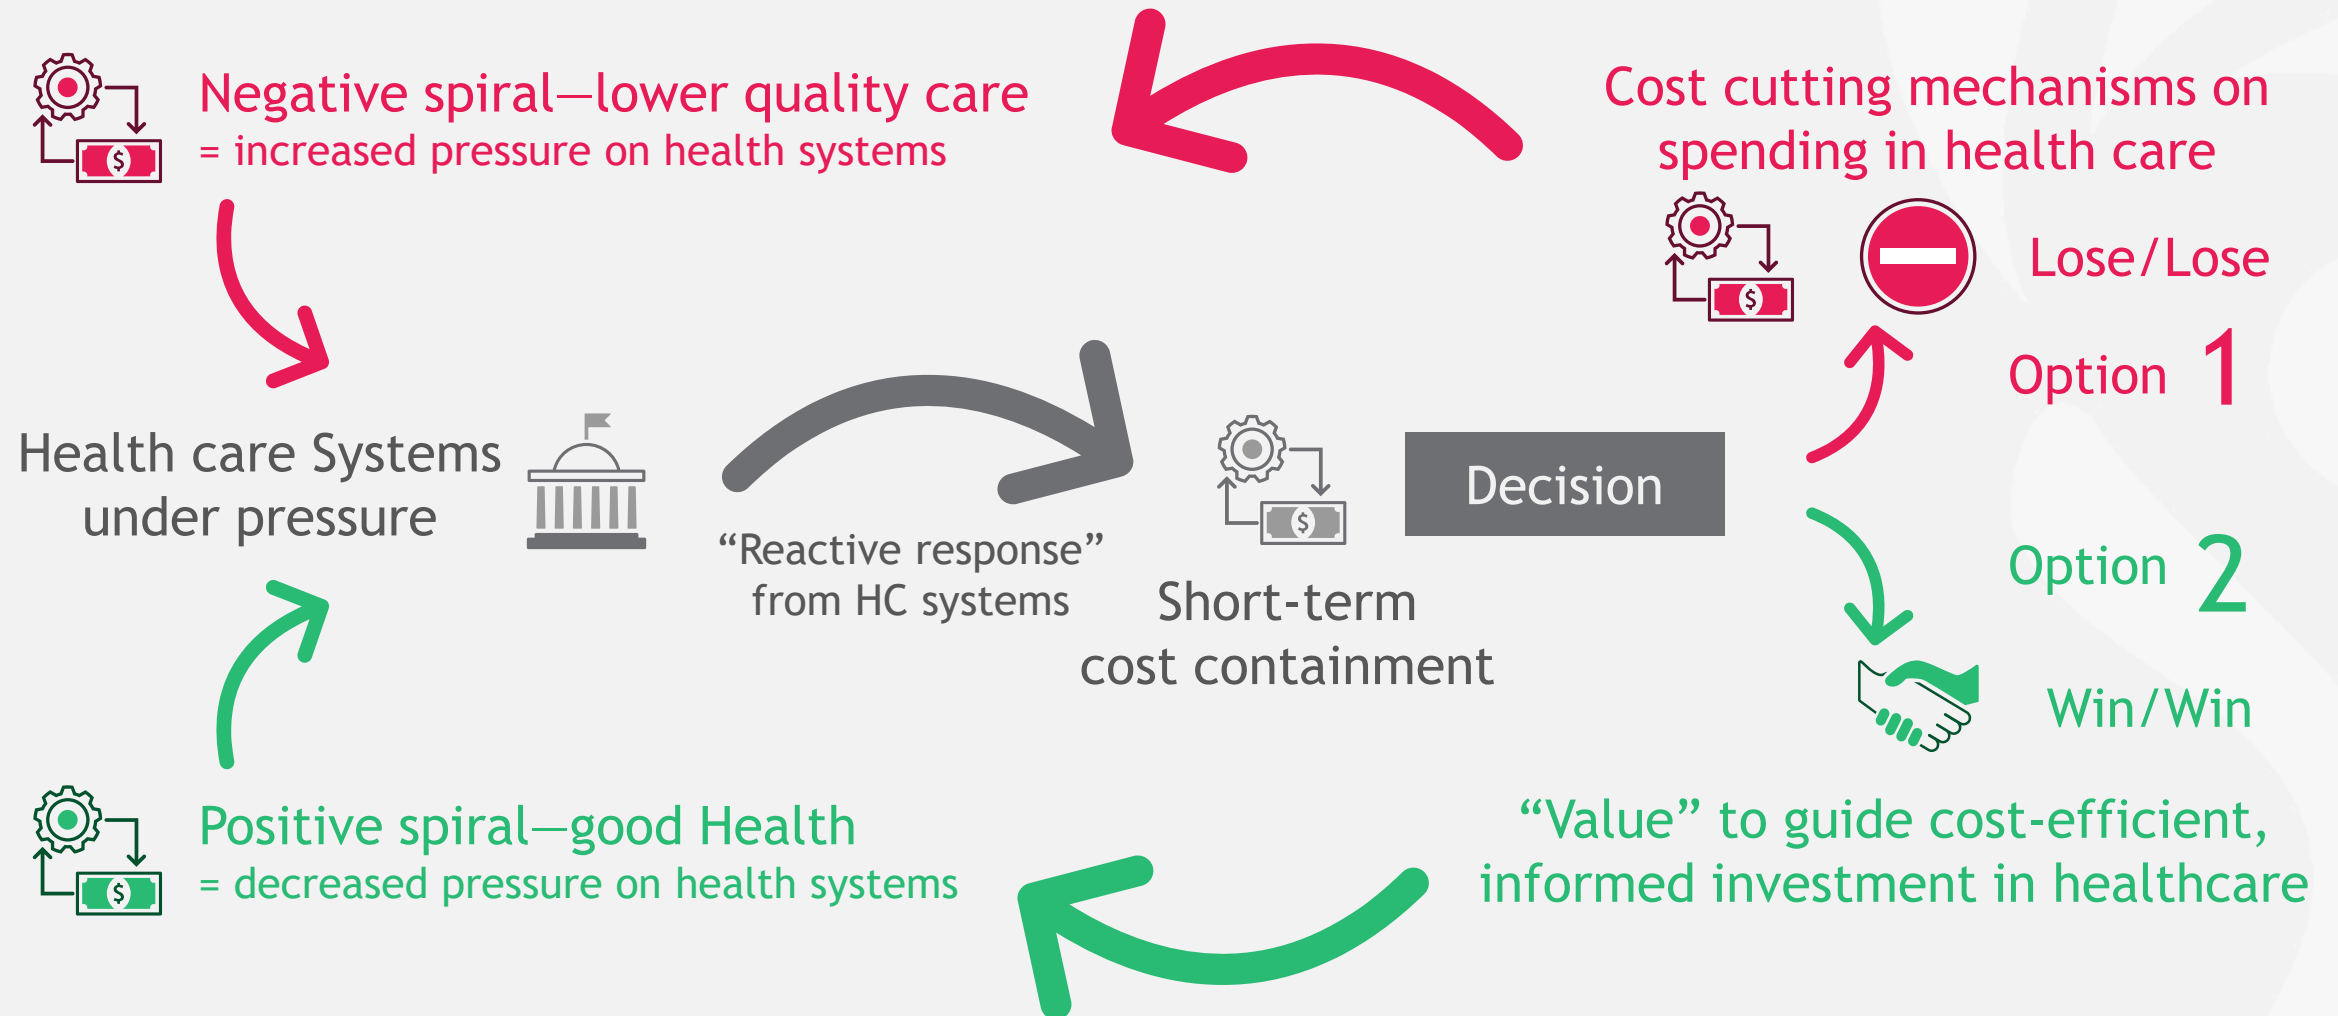 Negative spiral—lower quality care
= increased pressure on health systems
Cost cutting mechanisms on
spending in health care
$
$
Lose/Lose
Option 1
Health care Systems
under pressure
“Reactive response”
from HC systems
$
Short-term
cost containment
Decision
Option 2
Win/Win
Positive spiral—good Health
= decreased pressure on health systems
$
“Value” to guide cost-efficient,
informed investment in healthcare